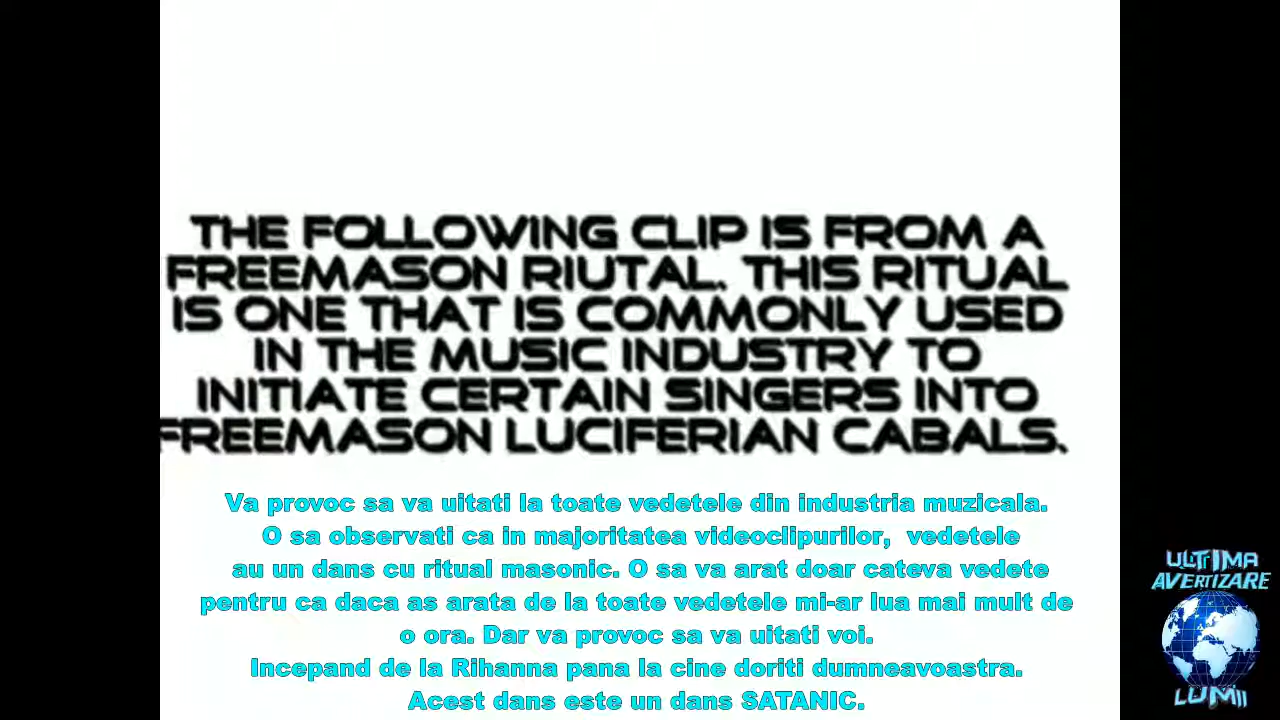 THE FOLLOWING CLIP IS FROM A
FREEMASON RIUTAL. THIS RITUAL
IS ONE THAT IS COMMONLY USED
IN THE MUSIC INDUSTRY TO
INITIATE CERTAIN SINGERS INTO
FREEMASON LUCIFERIAN CABALS.
Va provoc sa va uitati la toate vedetele din industria muzicala.
O sa observati ca in majoritatea videoclipurilor, vedetele
au un dans cu ritual masonic. O sa va arat doar cateva vedete
pentru ca daca as arata de la toate vedetele mi-ar lua mai mult de
o ora. Dar va provoc sa va uitati voi.
Incepand de la Rihanna pana la cine doriti dumneavoastra.
Acest dans este un dans SATANIC.
ULTIMA
AVERTIZARE
LUMII